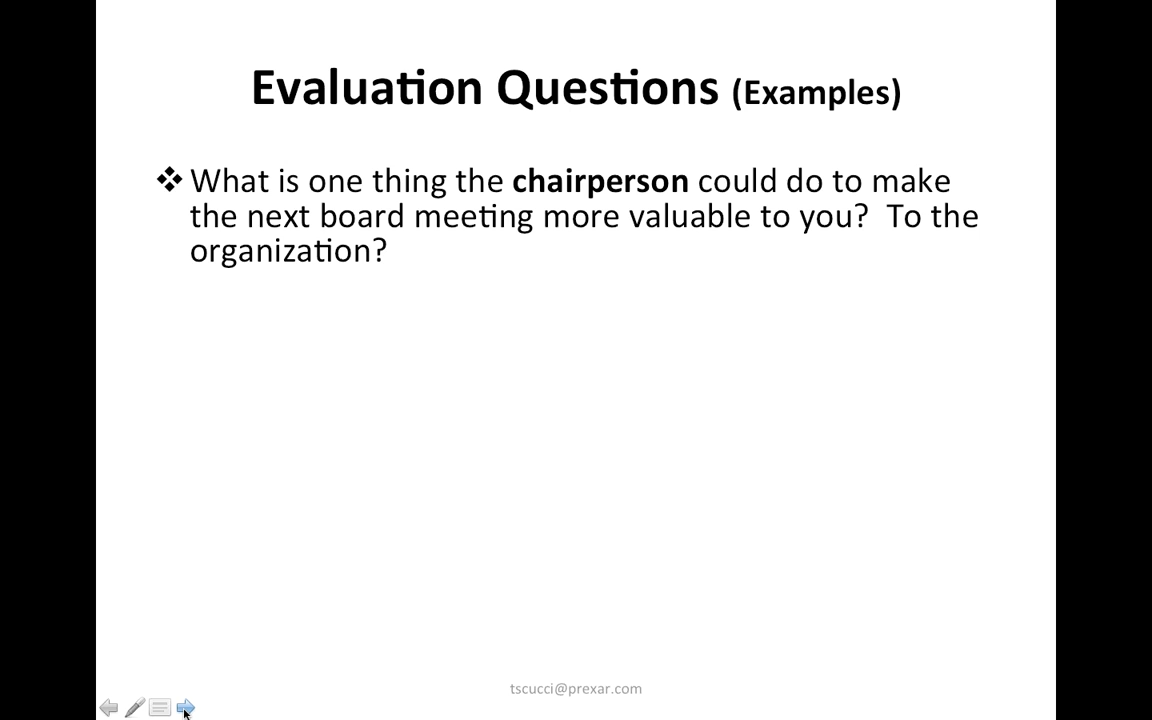 Evaluation Questions (Examples)
❖ What is one thing the chairperson could do to make
the next board meeting more valuable to you?  To the
organization?
tscucci@prexar.com